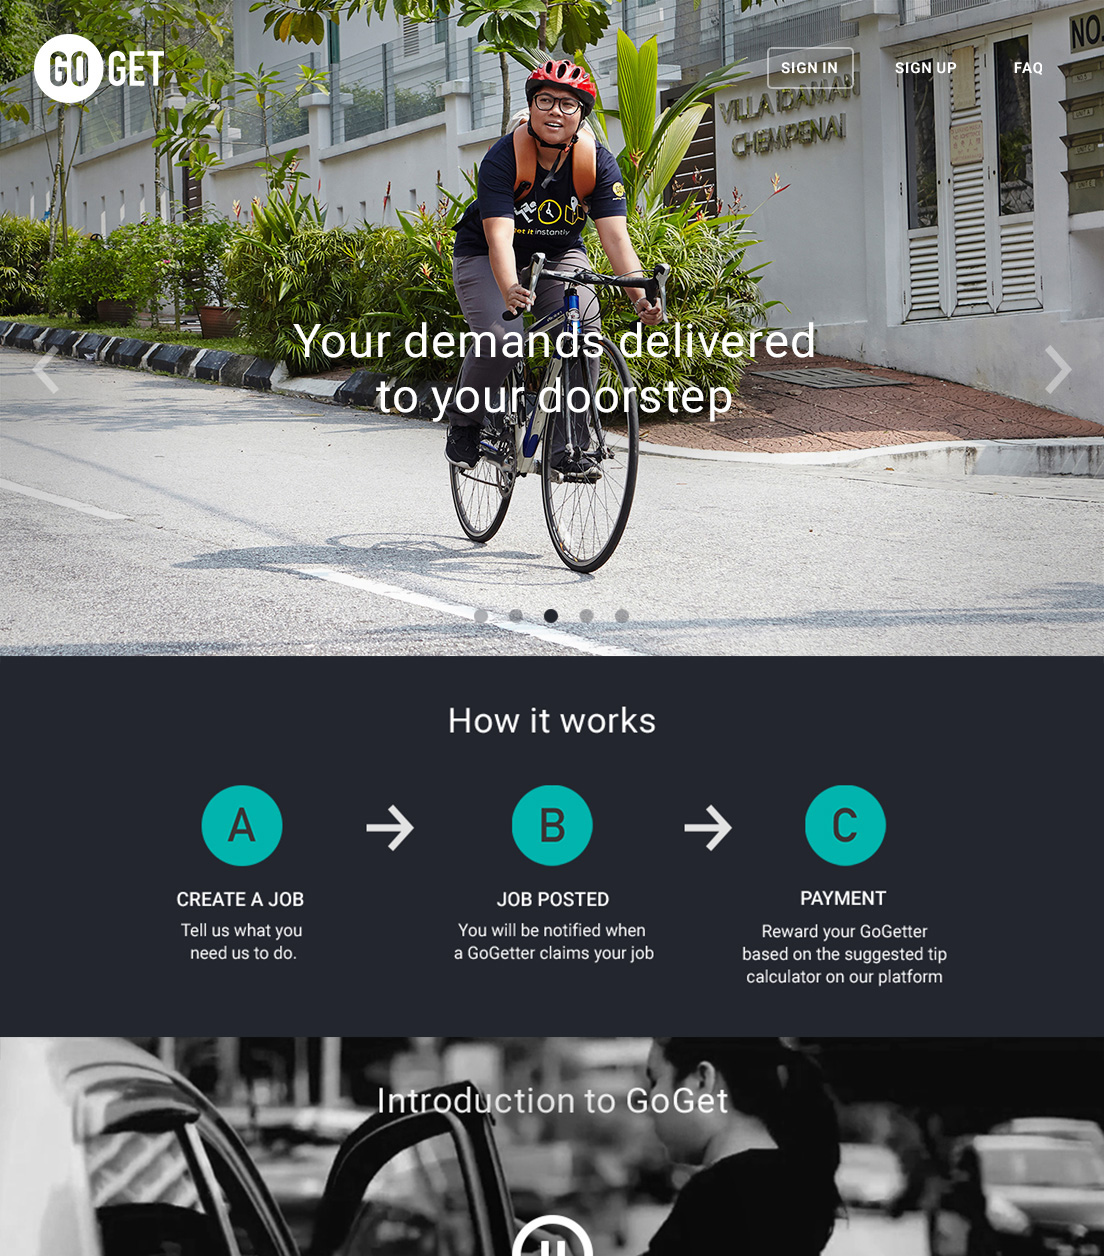 GO GET
SIGN IN
SIGN UP
FAQ
NO.
VILLA IDAMAN
CHEMPENAI
get it instantly
Your demands delivered
to your doorstep
How it works
A
B
C
CREATE A JOB
JOB POSTED
PAYMENT
Tell us what you
need us to do.
You will be notified when
a GoGetter claims your job
Reward your GoGetter
based on the suggested tip
calculator on our platform
Introduction to GoGet